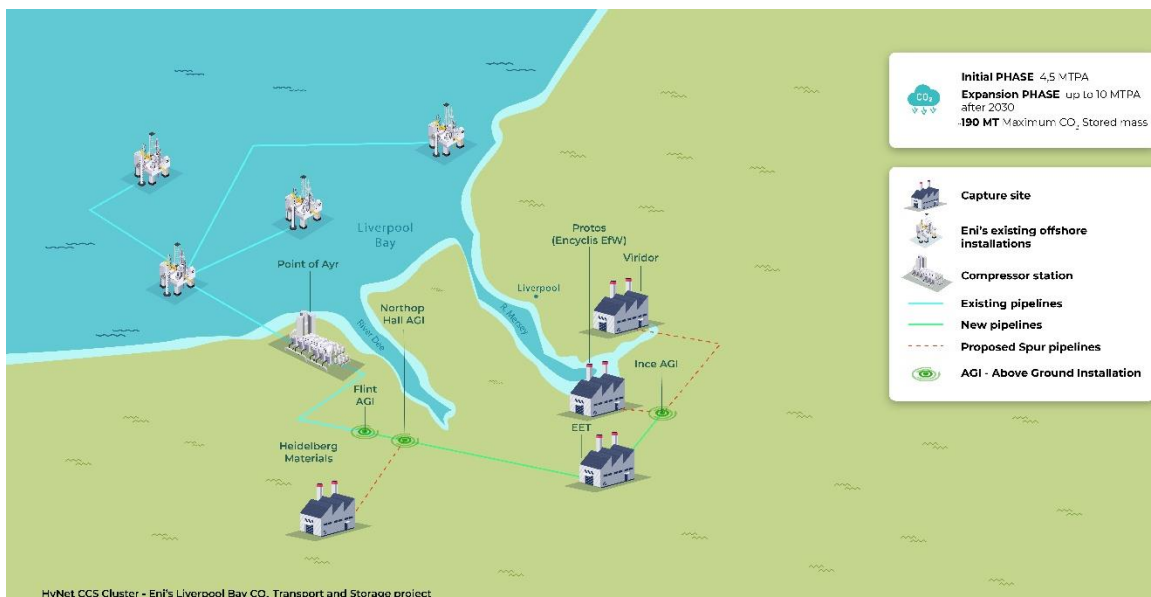 Initial PHASE 4,5 MTPA
Expansion PHASE up to 10 MTPA
after 2030
-190 MT Maximum CO₂ Stored mass
CO₂
Capture site
Eni's existing offshore
installations
Compressor station
Existing pipelines
New pipelines
Proposed Spur pipelines
AGI - Above Ground Installation
Liverpool
Bay
Point of Ayr
Northop
Hall AGI
River Dee
Protos
(Encyclis EfW)
Viridor
Liverpool
R. Mersey
Ince AGI
Flint
AGI
EET
Heidelberg
Materials
HyNet CCS Cluster - Eni's Liverpool Bay CO₂ Transport and Storage project